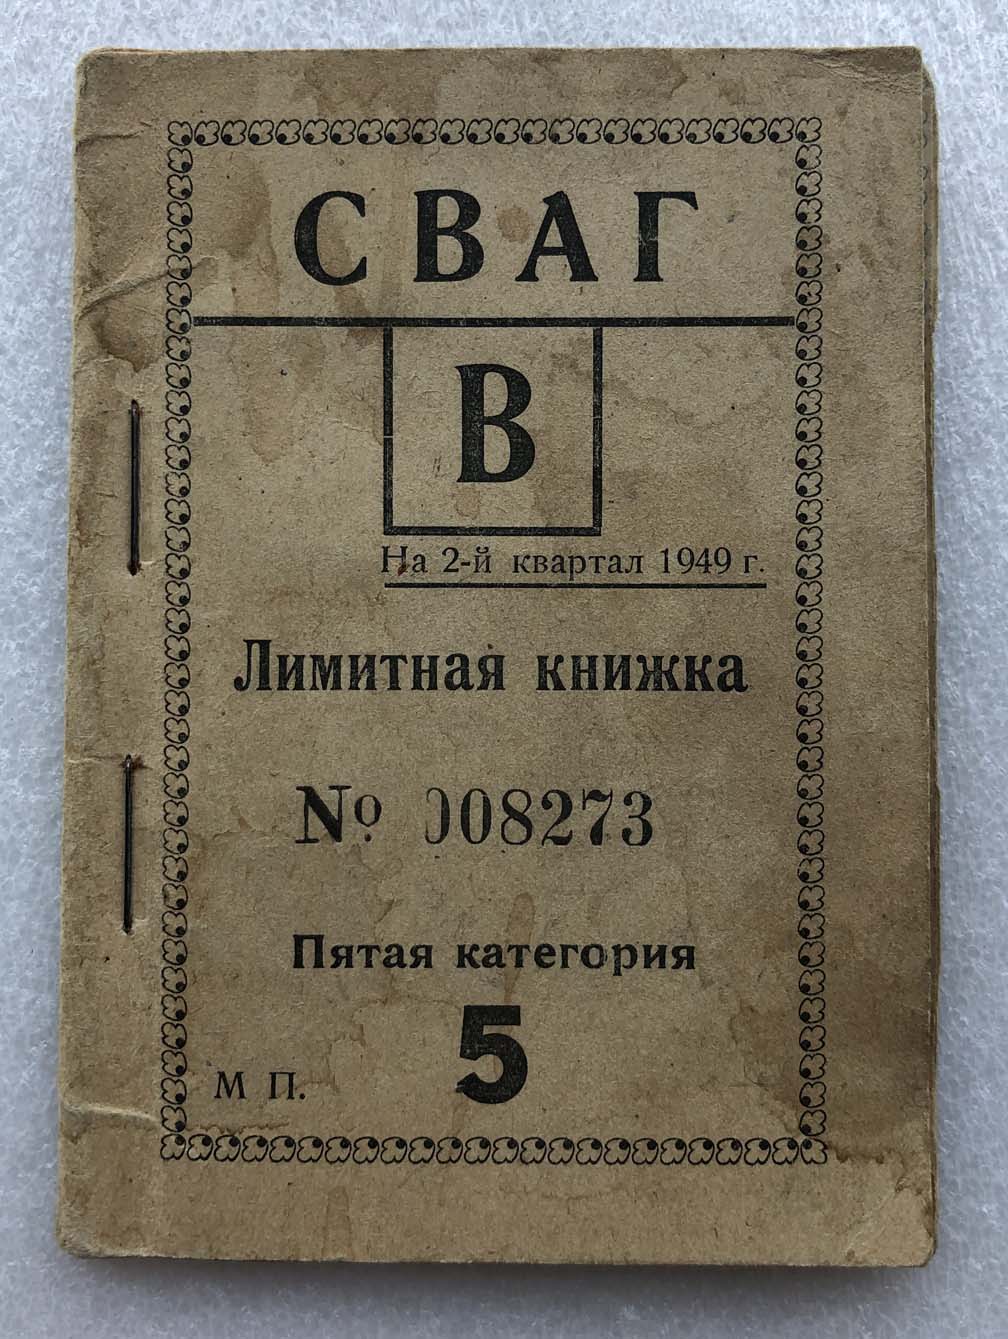 СВАГ
В
На 2-й квартал 1949 г.
Лимитная книжка
№ 008273
Пятая категория
5
М П.